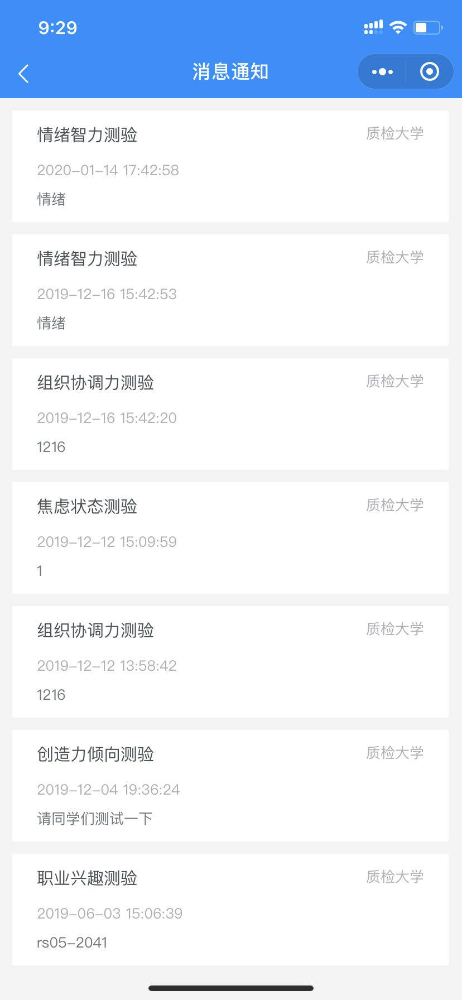 9:29
消息通知
情绪智力测验 质检大学
2020-01-14 17:42:58
情绪
情绪智力测验 质检大学
2019-12-16 15:42:53
情绪
组织协调力测验 质检大学
2019-12-16 15:42:20
1216
焦虑状态测验 质检大学
2019-12-12 15:09:59
1
组织协调力测验 质检大学
2019-12-12 13:58:42
1216
创造力倾向测验 质检大学
2019-12-04 19:36:24
请同学们测试一下
职业兴趣测验 质检大学
2019-06-03 15:06:39
rs05-2041